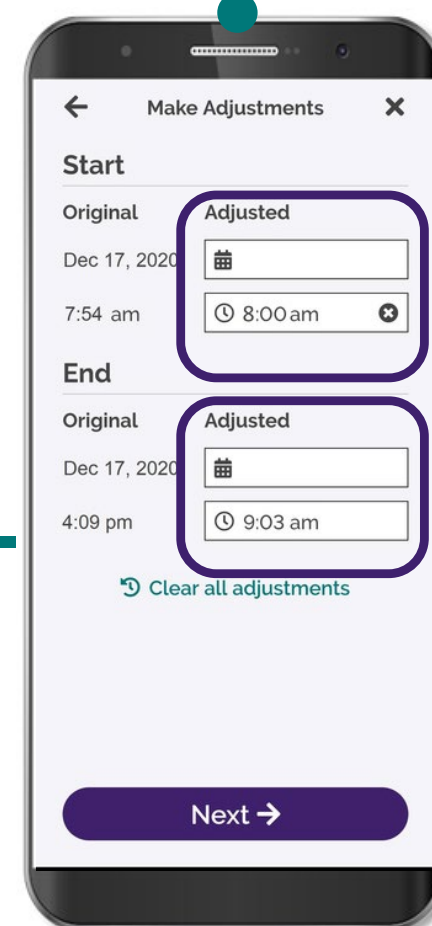 Make Adjustments
Start
Original Adjusted
Dec 17, 2020
7:54 am 8:00 am
End
Original Adjusted
Dec 17, 2020
4:09 pm 9:03 am
Clear all adjustments
Next